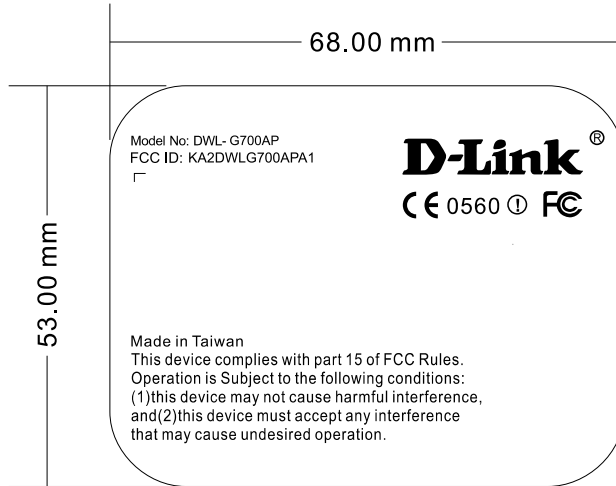 68.00 mm
53.00 mm
Model No: DWL- G700AP
FCC ID: KA2DWLG700APA1
D-Link®
CE 0560 FC
Made in Taiwan
This device complies with part 15 of FCC Rules.
Operation is Subject to the following conditions:
(1)this device may not cause harmful interference,
and(2)this device must accept any interference
that may cause undesired operation.